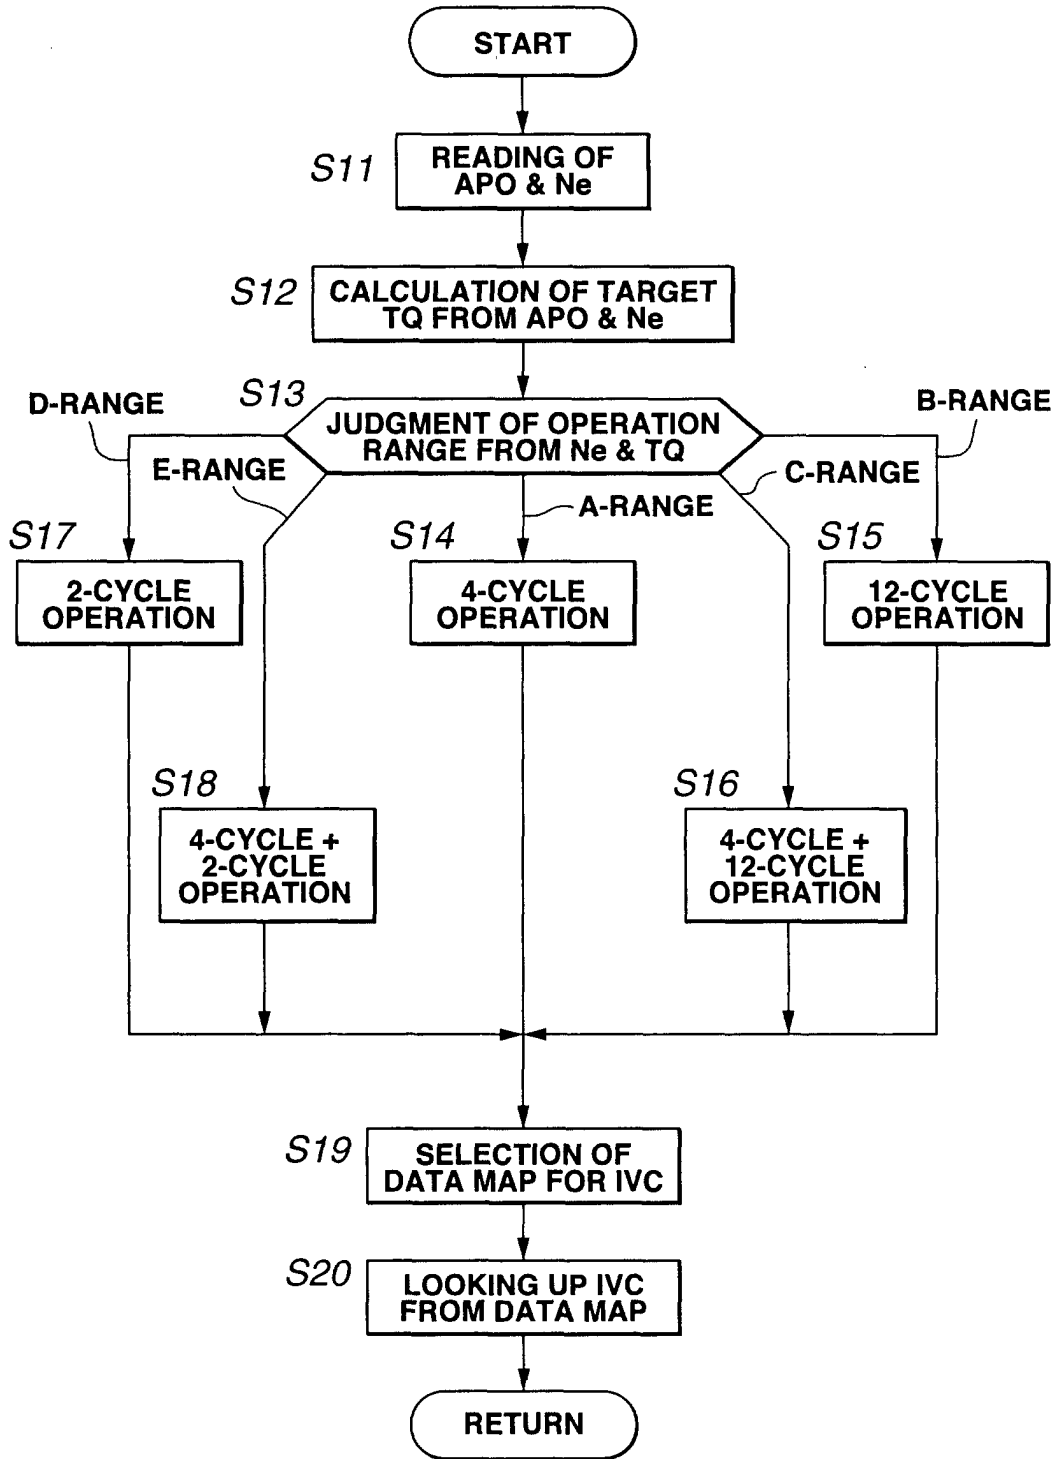 START
S11
READING OF
APO & Ne
S12
CALCULATION OF TARGET
TQ FROM APO & Ne
S13
JUDGMENT OF OPERATION
RANGE FROM Ne & TQ
D-RANGE
E-RANGE
A-RANGE
C-RANGE
B-RANGE
S17
2-CYCLE
OPERATION
S14
4-CYCLE
OPERATION
S15
12-CYCLE
OPERATION
S18
4-CYCLE +
2-CYCLE
OPERATION
S16
4-CYCLE +
12-CYCLE
OPERATION
S19
SELECTION OF
DATA MAP FOR IVC
S20
LOOKING UP IVC
FROM DATA MAP
RETURN